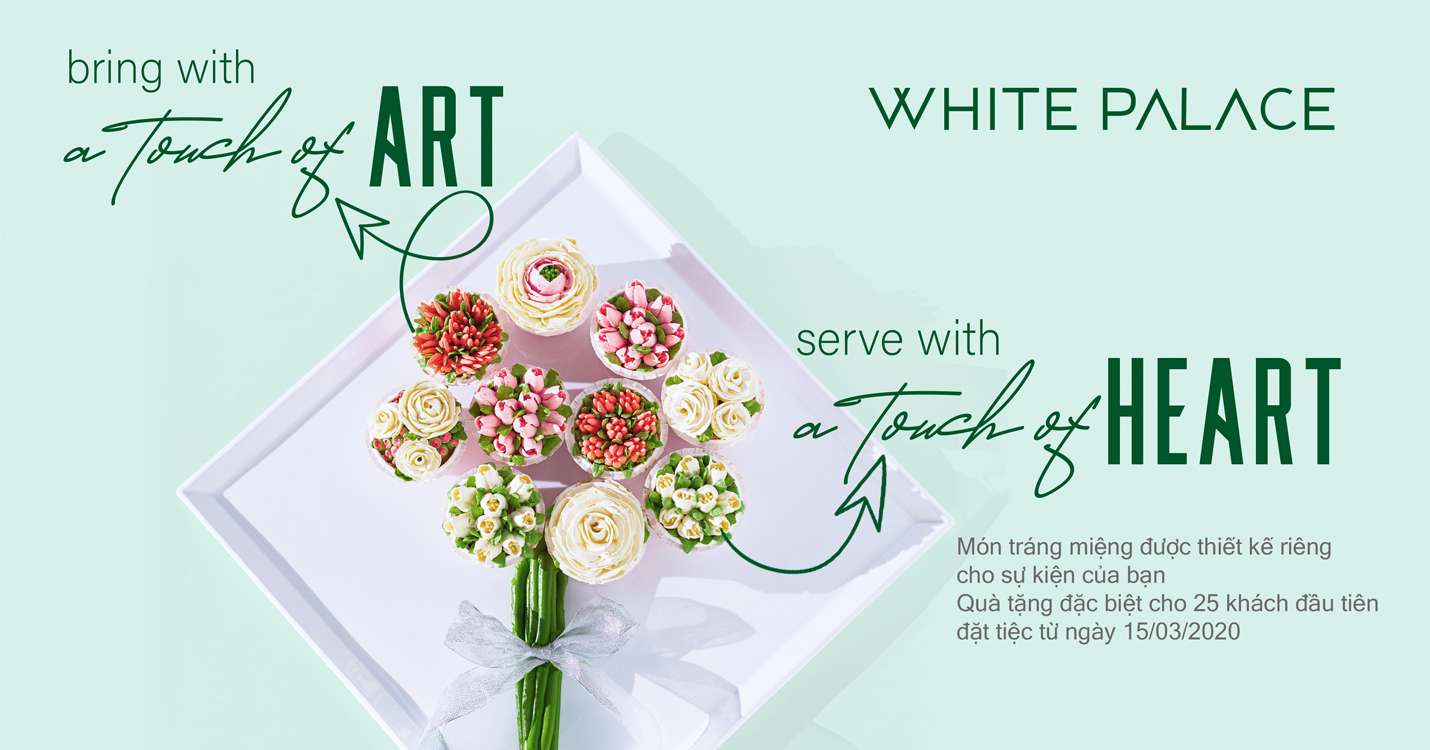 bring with
a Touch of ART
WHITE PALACE
serve with
a Touch of HEART
Món tráng miệng được thiết kế riêng
cho sự kiện của bạn
Quà tặng đặc biệt cho 25 khách đầu tiên
đặt tiệc từ ngày 15/03/2020